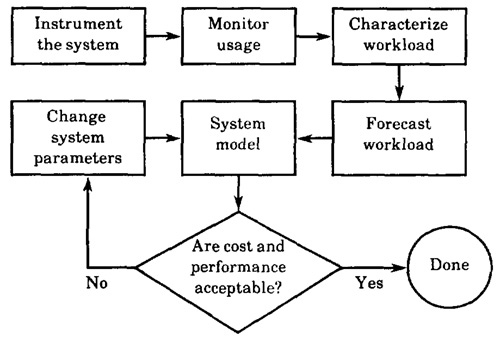 Instrument
the system
Monitor
usage
Characterize
workload
Change
system
parameters
System
model
Forecast
workload
Are cost and
performance
acceptable?
No
Yes
Done